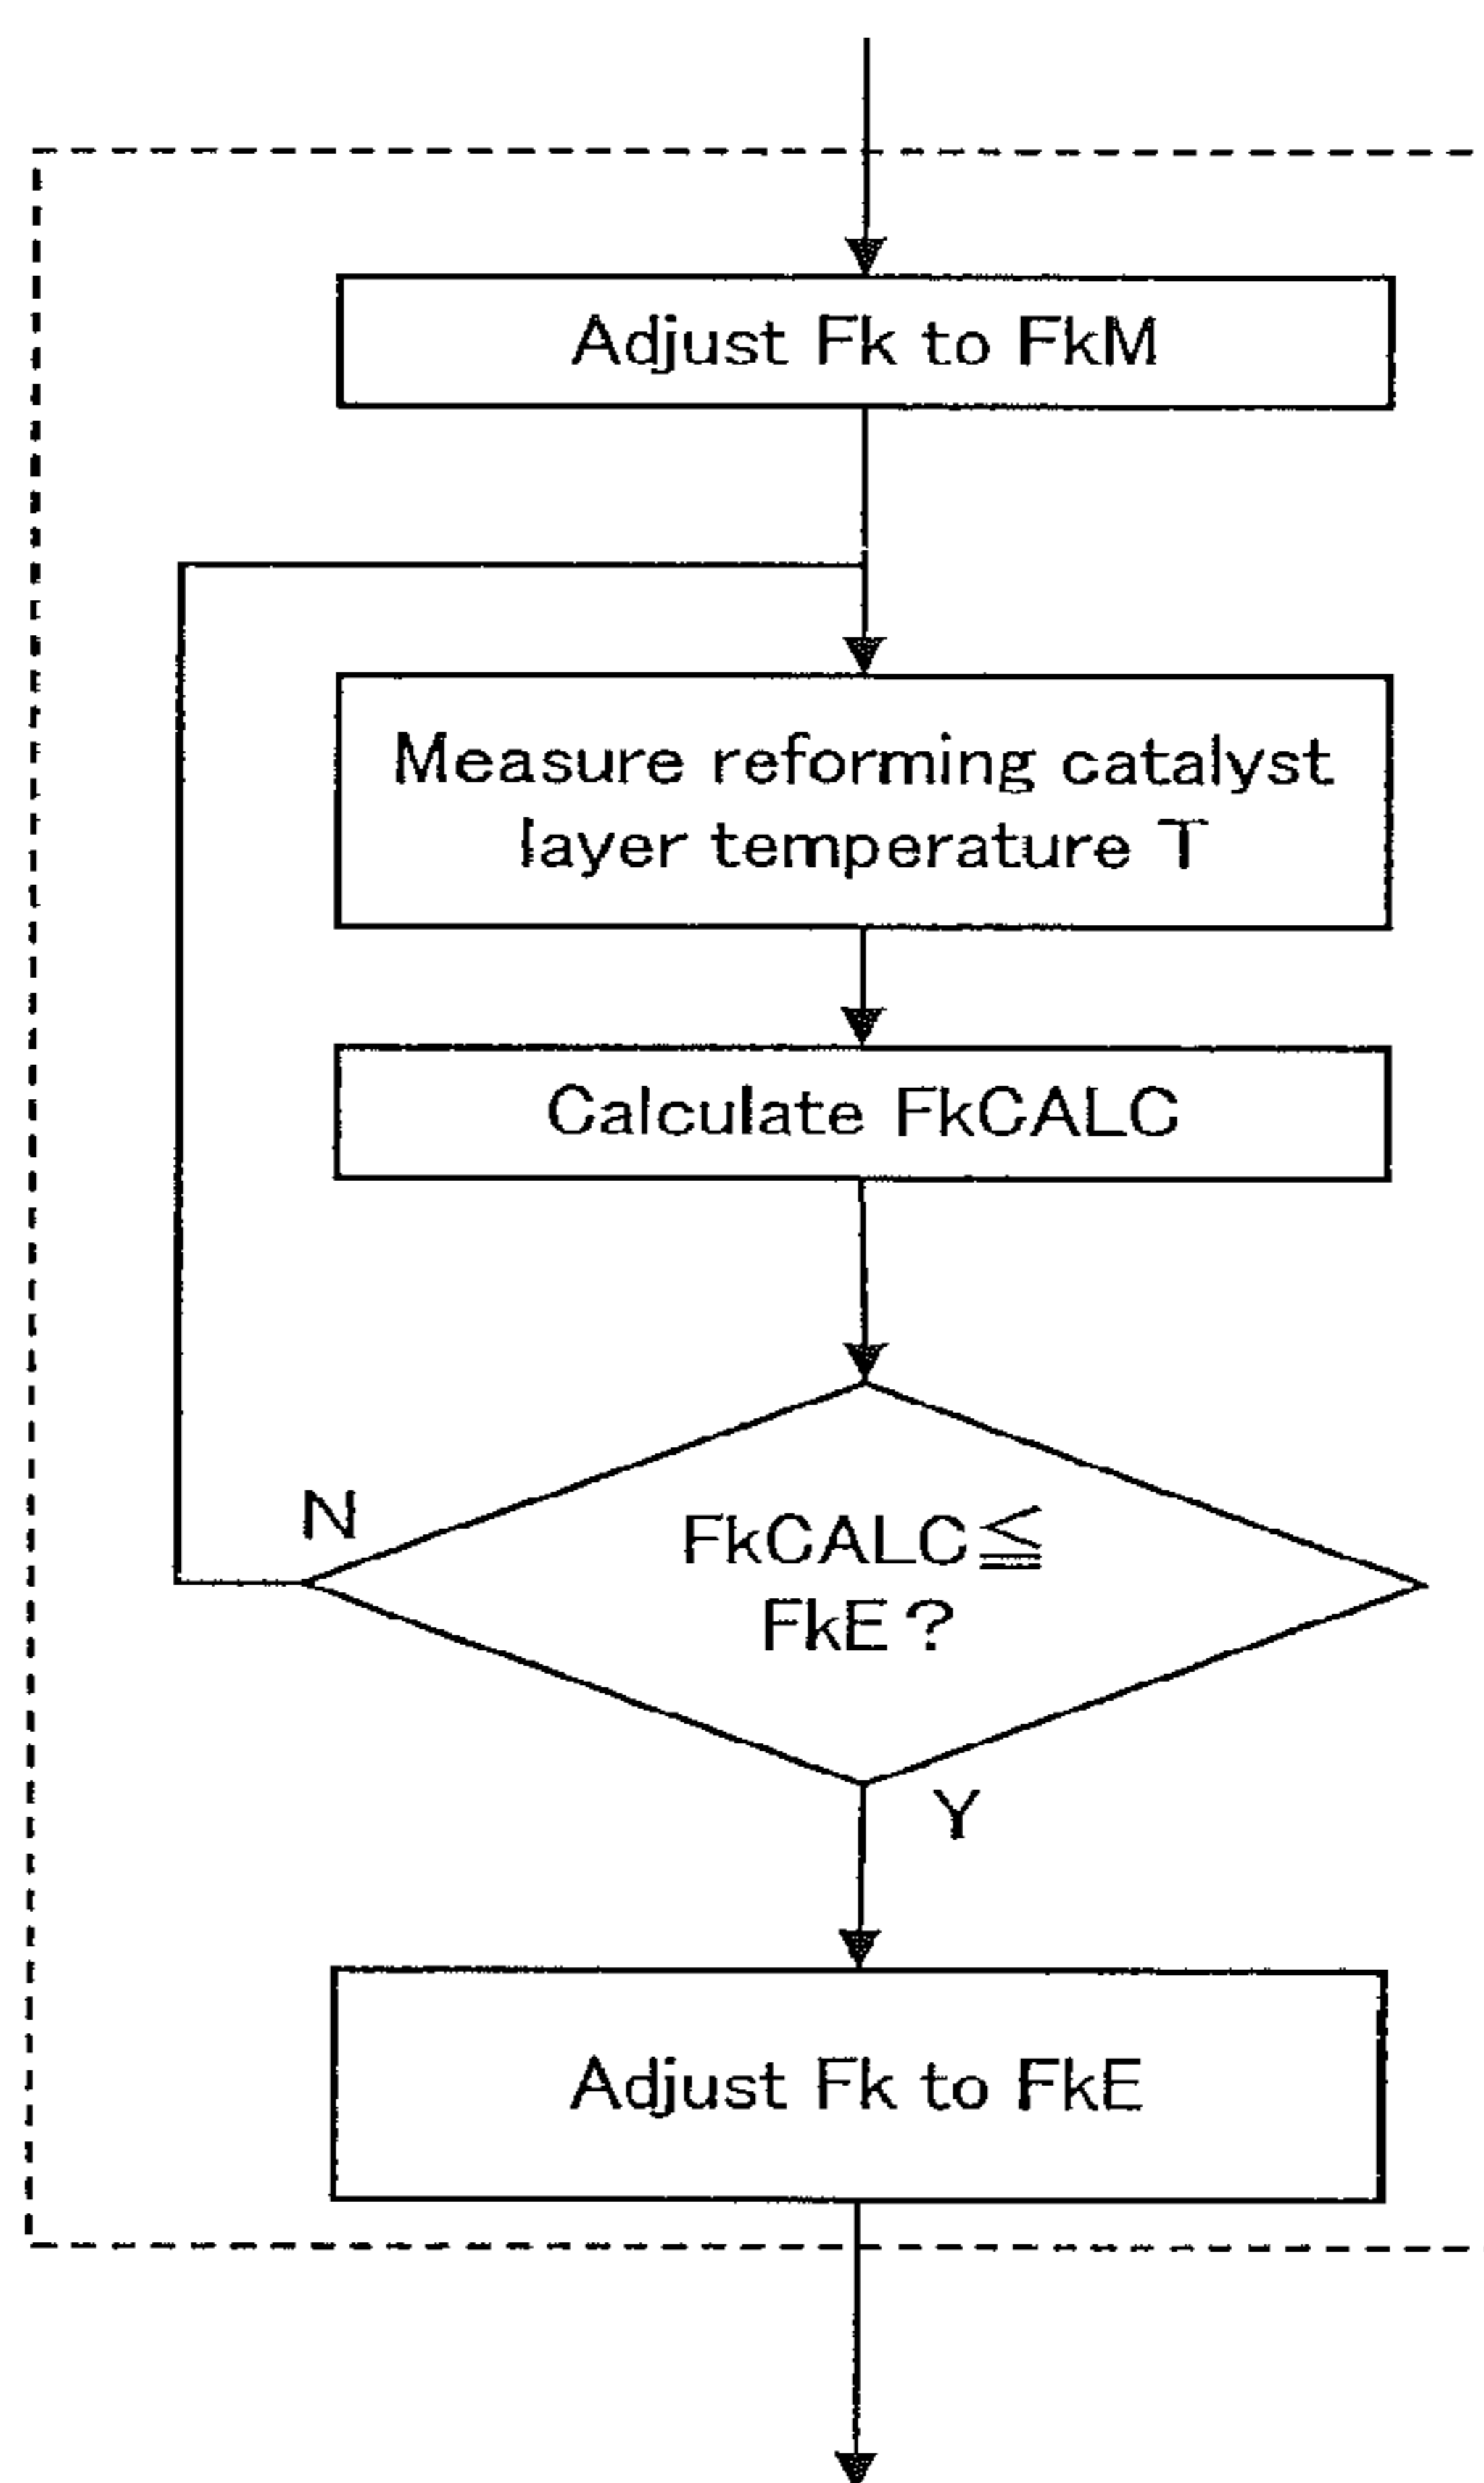 Adjust Fk to FkM
Measure reforming catalyst
layer temperature T
Calculate FkCALC
N
FkCALC≦
FkE?
Y
Adjust Fk to FkE